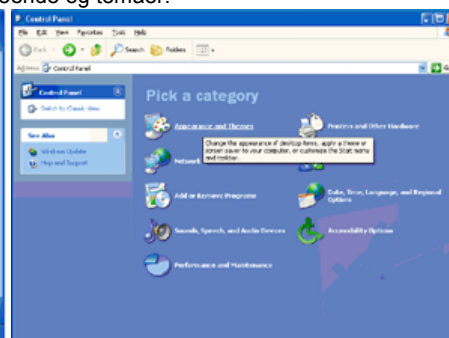 og temaer?
Control Panel
File Edit View Favorites Tools Help
Back Search Folders
Address Control Panel
Control Panel
Switch to Classic View
See Also
Windows Update
Help and Support
Pick a category
Appearance and Themes
Printers and Other Hardware
Change the appearance of desktop items, apply a theme or
screen saver to your computer, or customize the Start menu
and taskbar.
Network
Add or Remove Programs
Date, Time, Language, and Regional
Options
Sounds, Speech, and Audio Devices
Accessibility Options
Performance and Maintenance